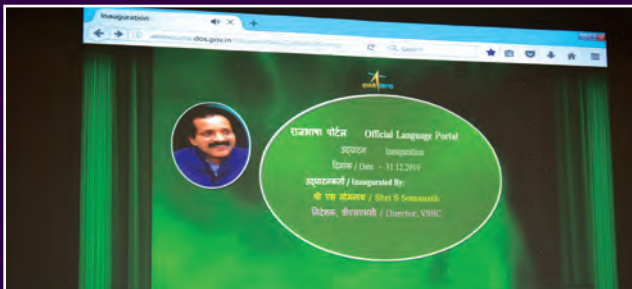 Inauguration
dos.gov.in
Search
राजभाषा पोर्टल Official Language Portal
उद्घाटन Inauguration
दिनांक / Date - 31.12.2019
उद्घाटनकर्ता / Inaugurated By:
श्री एस सोमनाथ / Shri S Somanath
निदेशक, वीएसएससी / Director, VSSC